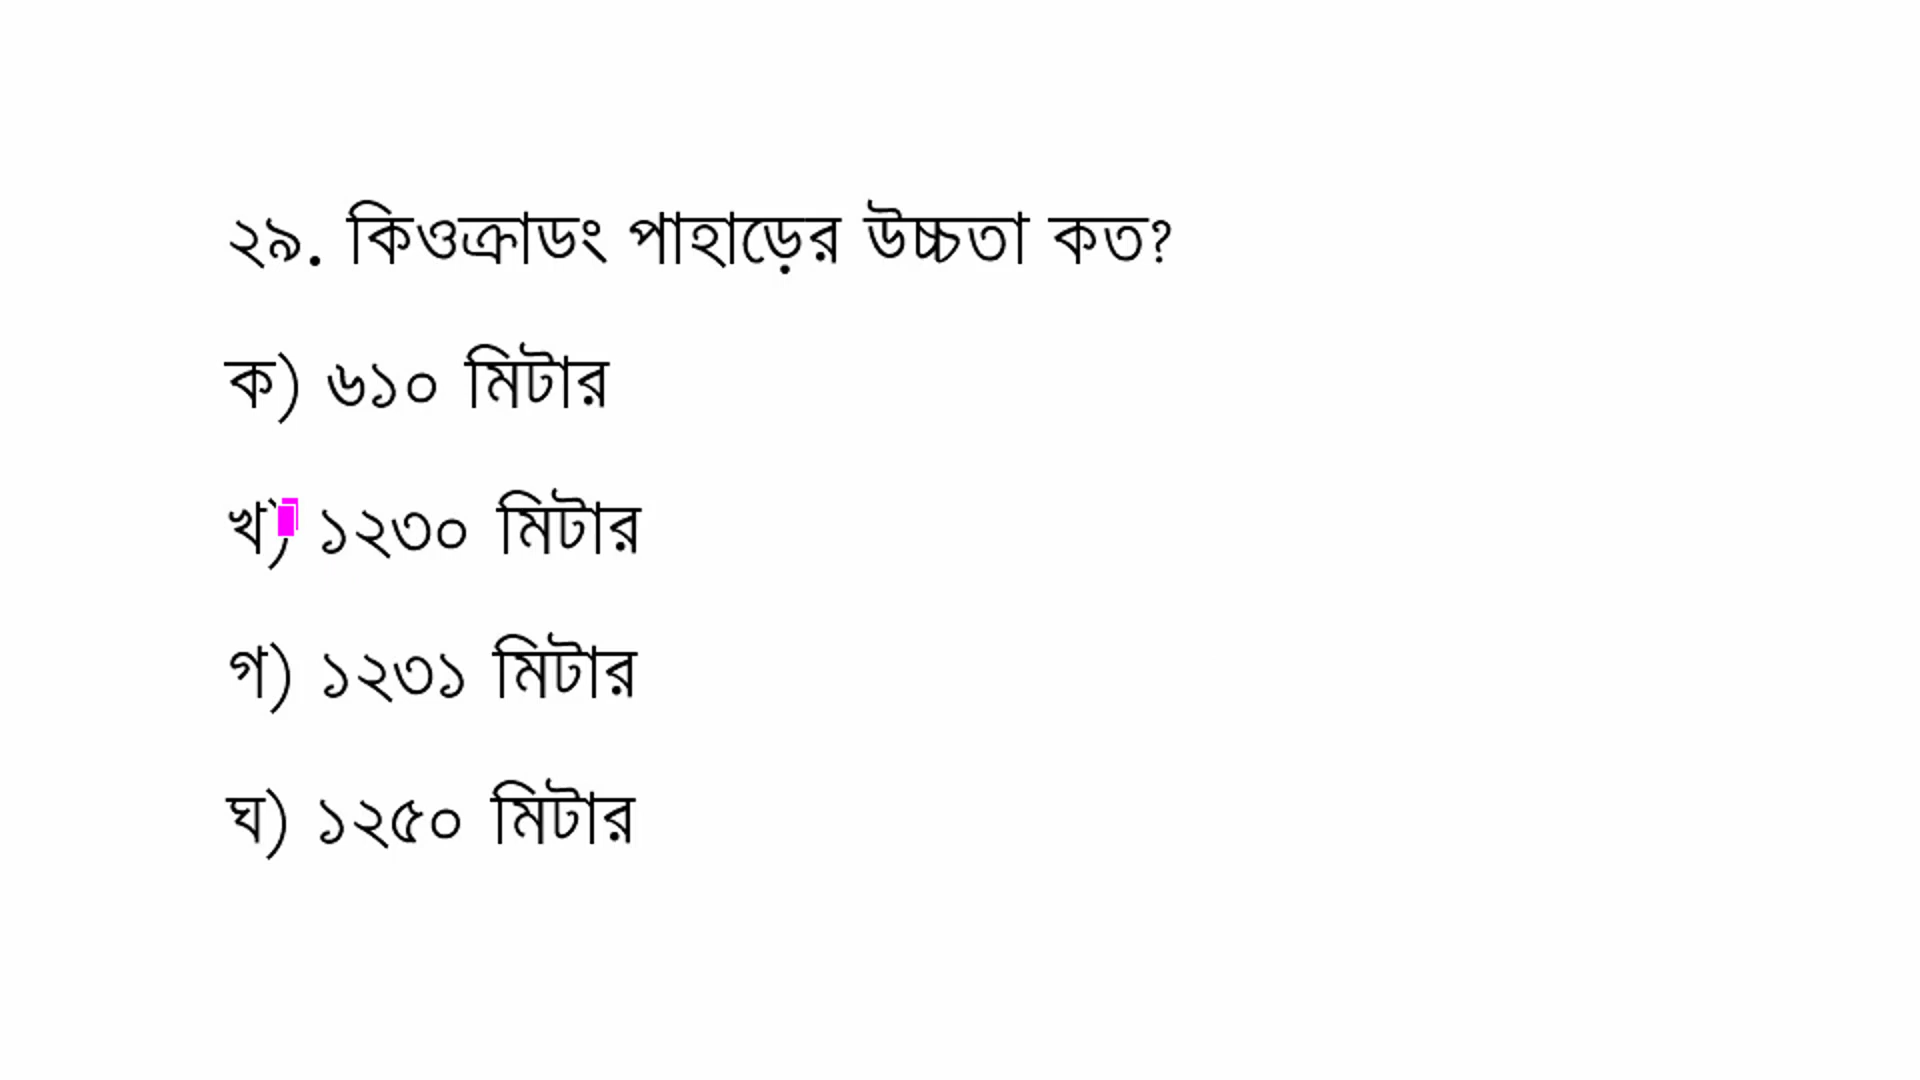 ২৯. কিওক্রাডং পাহাড়ের উচ্চতা কত?
ক) ৬১০ মিটার
খ) ১২৩০ মিটার
গ) ১২৩১ মিটার
ঘ) ১২৫০ মিটার